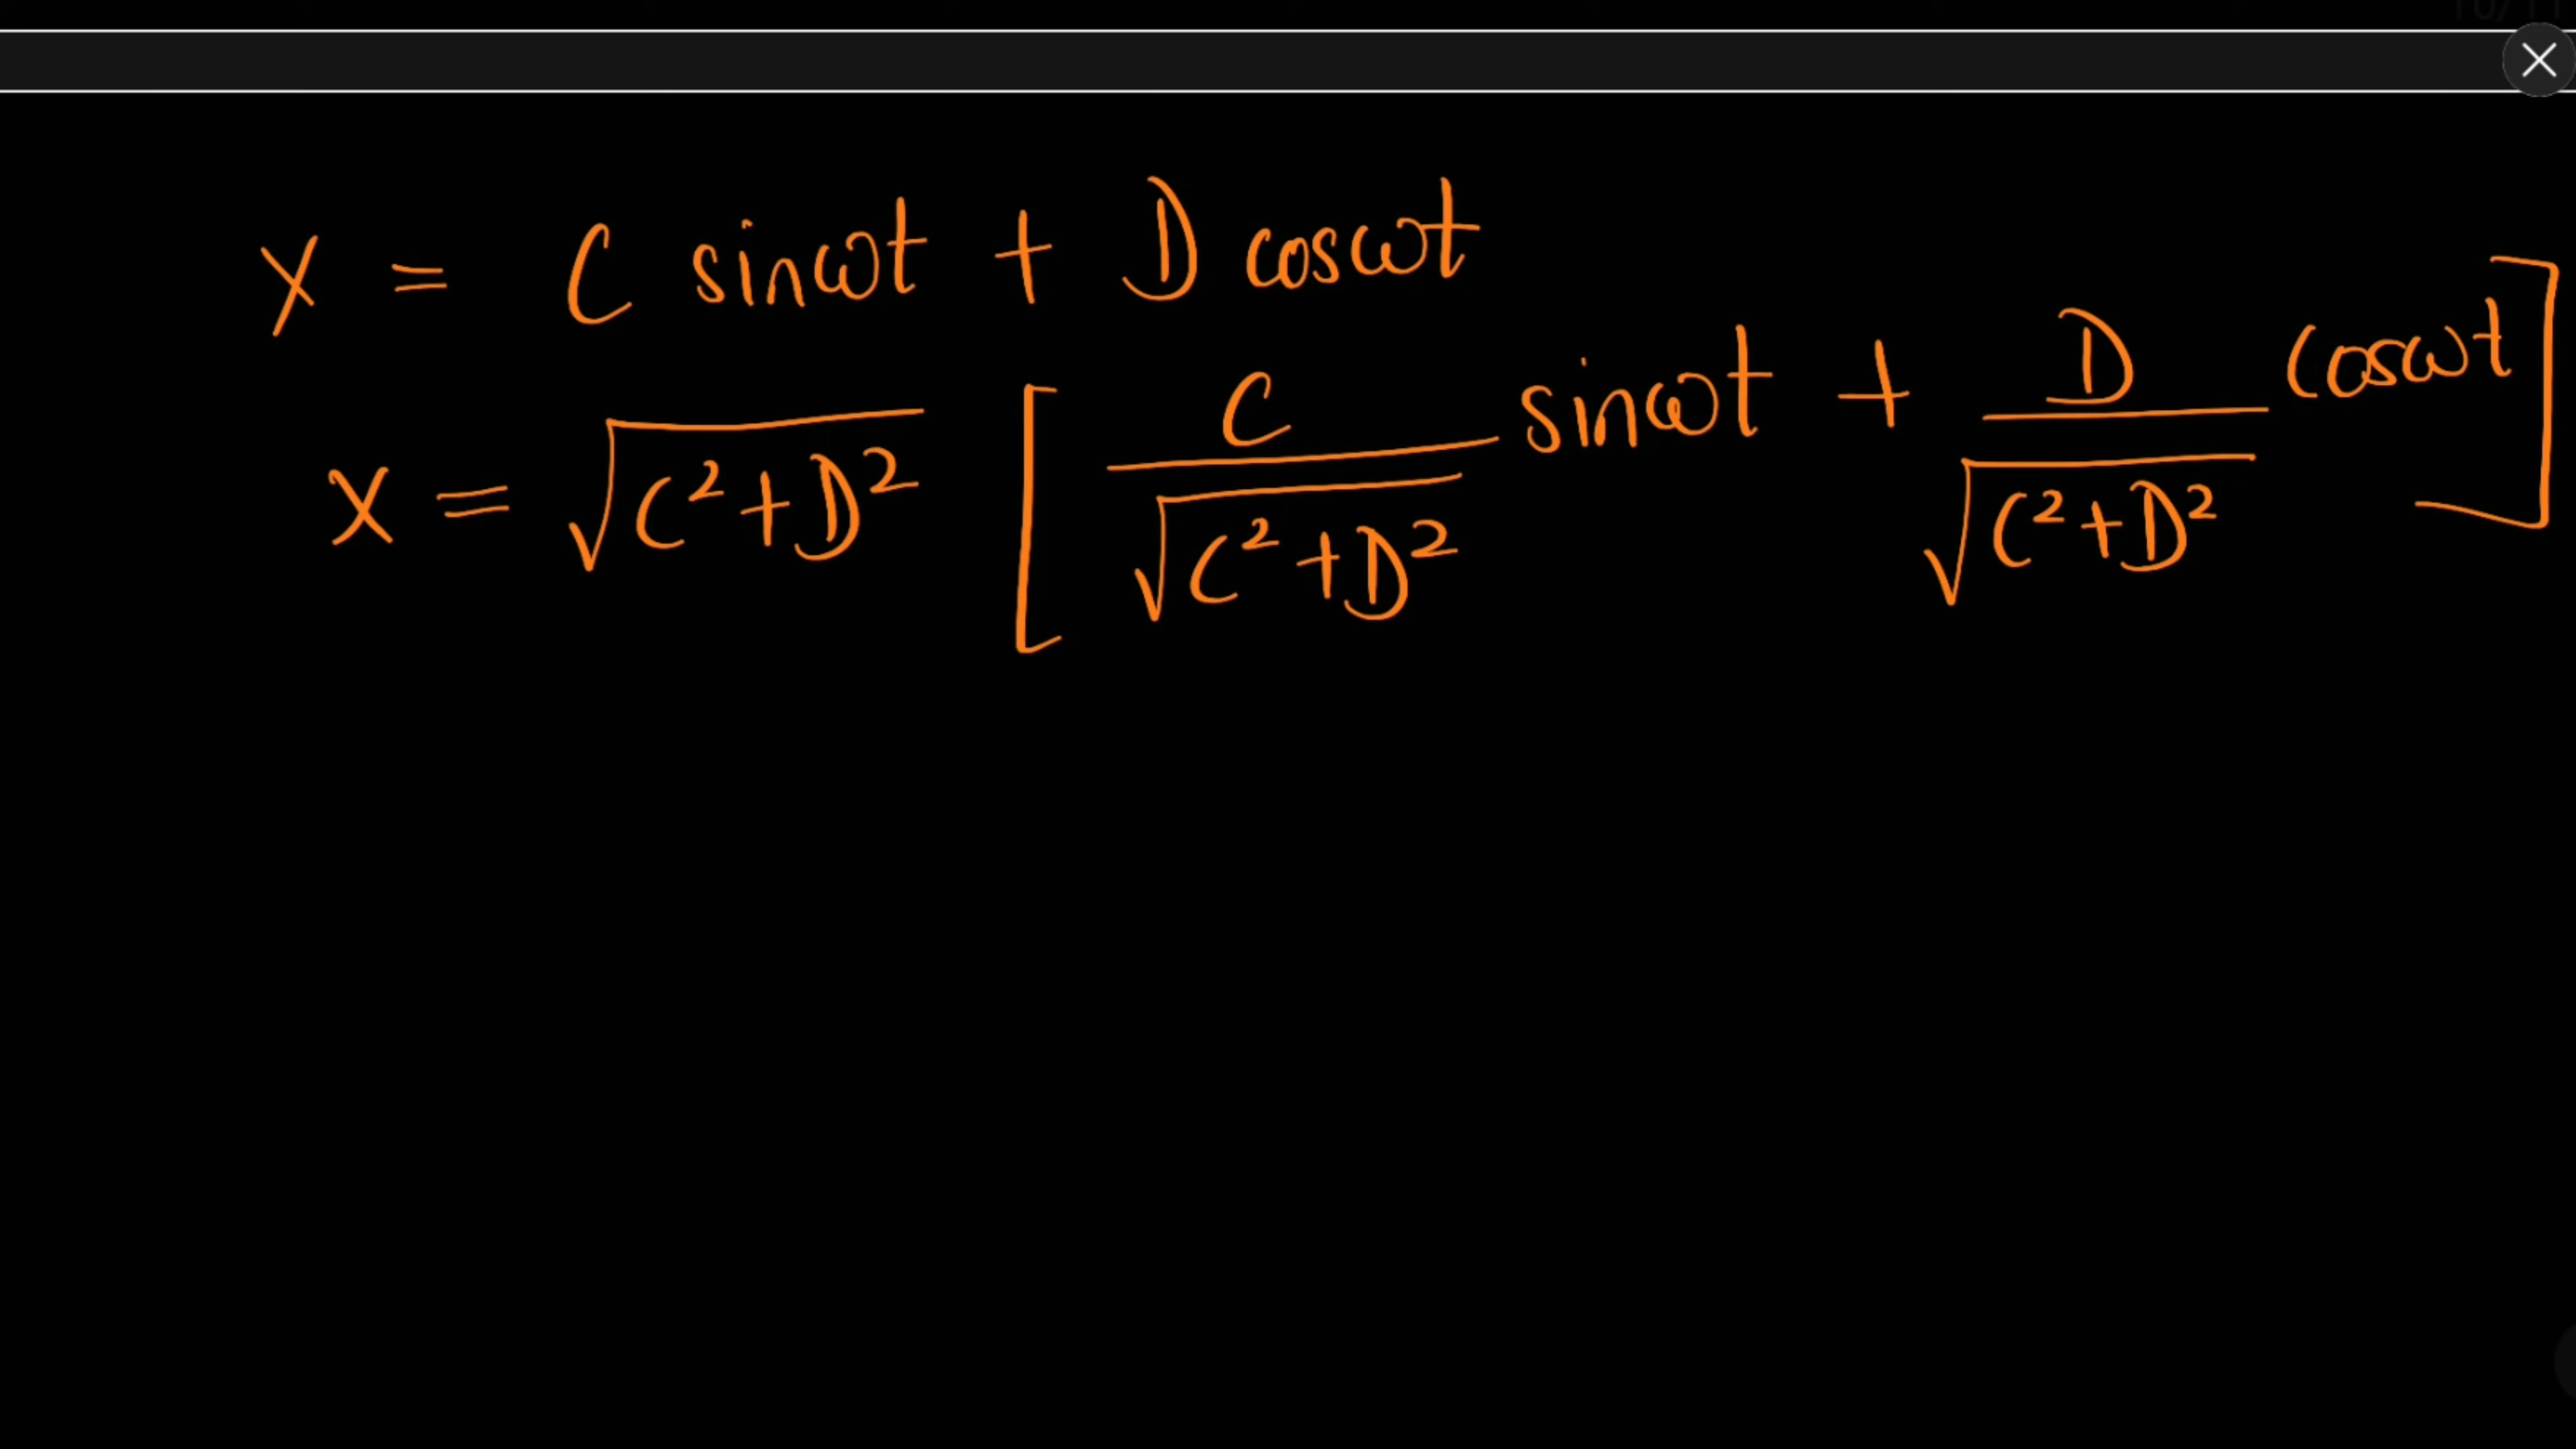 x = C sinωt + D cosωt
x = √(C²+D²) [ C/√(C²+D²) sinωt + D/√(C²+D²) cosωt ]